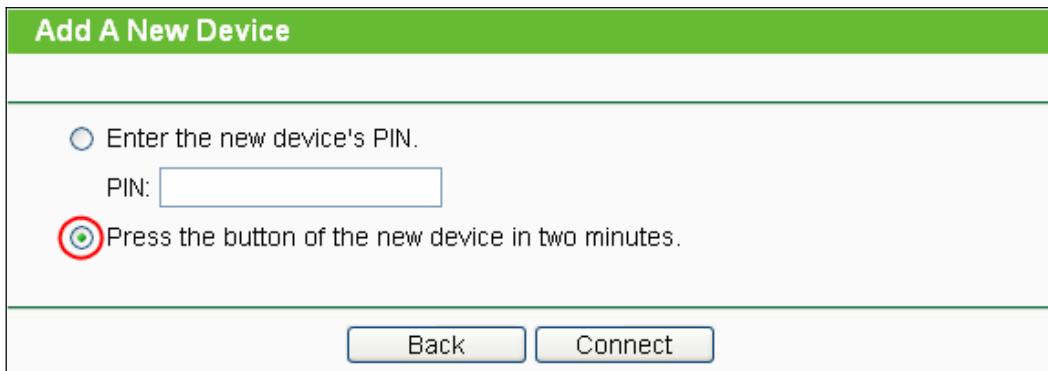 Add A New Device
Enter the new device's PIN.
PIN:
Press the button of the new device in two minutes.
Back Connect